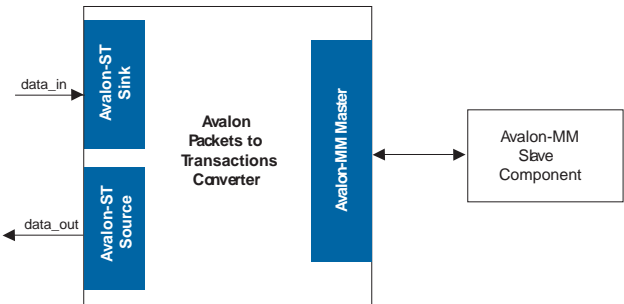 data_in
Avalon-ST
Sink
Avalon
Packets to
Transactions
Converter
Avalon-MM Master
Avalon-MM
Slave
Component
data_out
Avalon-ST
Source